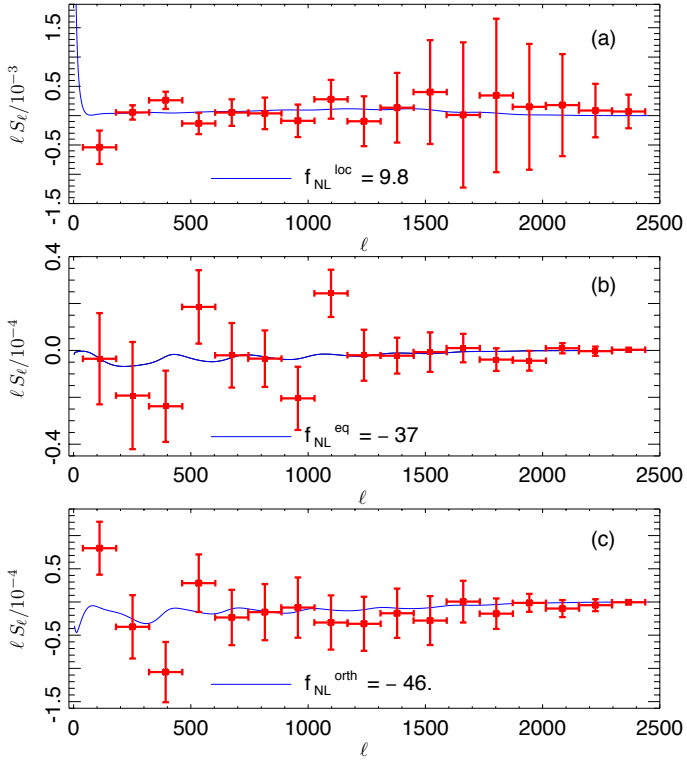 (a)
ℓ S_ℓ/10⁻³
-1.5 -0.5 0.5 1.5
f_NL^loc = 9.8
0 500 1000 1500 2000 2500
ℓ
(b)
ℓ S_ℓ/10⁻⁴
-0.4 0.0 0.4
f_NL^eq = – 37
0 500 1000 1500 2000 2500
ℓ
(c)
ℓ S_ℓ/10⁻⁴
-1.5 -0.5 0.5
f_NL^orth = – 46.
0 500 1000 1500 2000 2500
ℓ